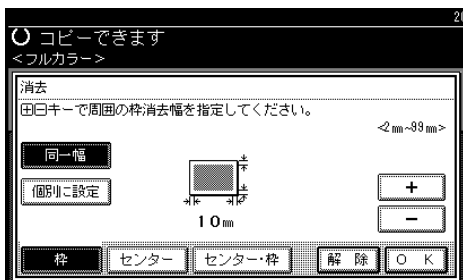 2
コピーできます
<フルカラー>
消去
⊞⊟キーで周囲の枠消去幅を指定してください。
<2㎜~99㎜>
同一幅
個別に設定
+
10㎜
−
枠 センター センター・枠 解 除 O K